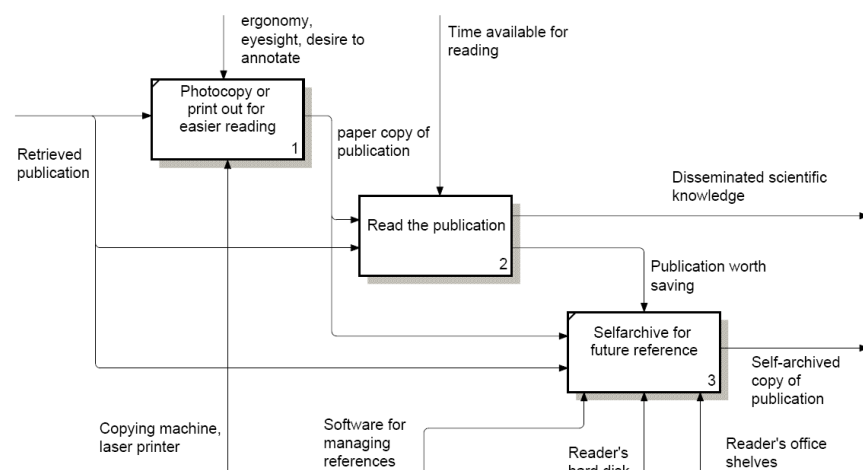 ergonomy,
eyesight, desire to
annotate
Time available for
reading
Photocopy or
print out for
easier reading
1
Retrieved
publication
paper copy of
publication
Disseminated scientific
knowledge
Read the publication
2
Publication worth
saving
Selfarchive for
future reference
3
Self-archived
copy of
publication
Copying machine,
laser printer
Software for
managing
references
Reader's
hard disk
Reader's office
shelves